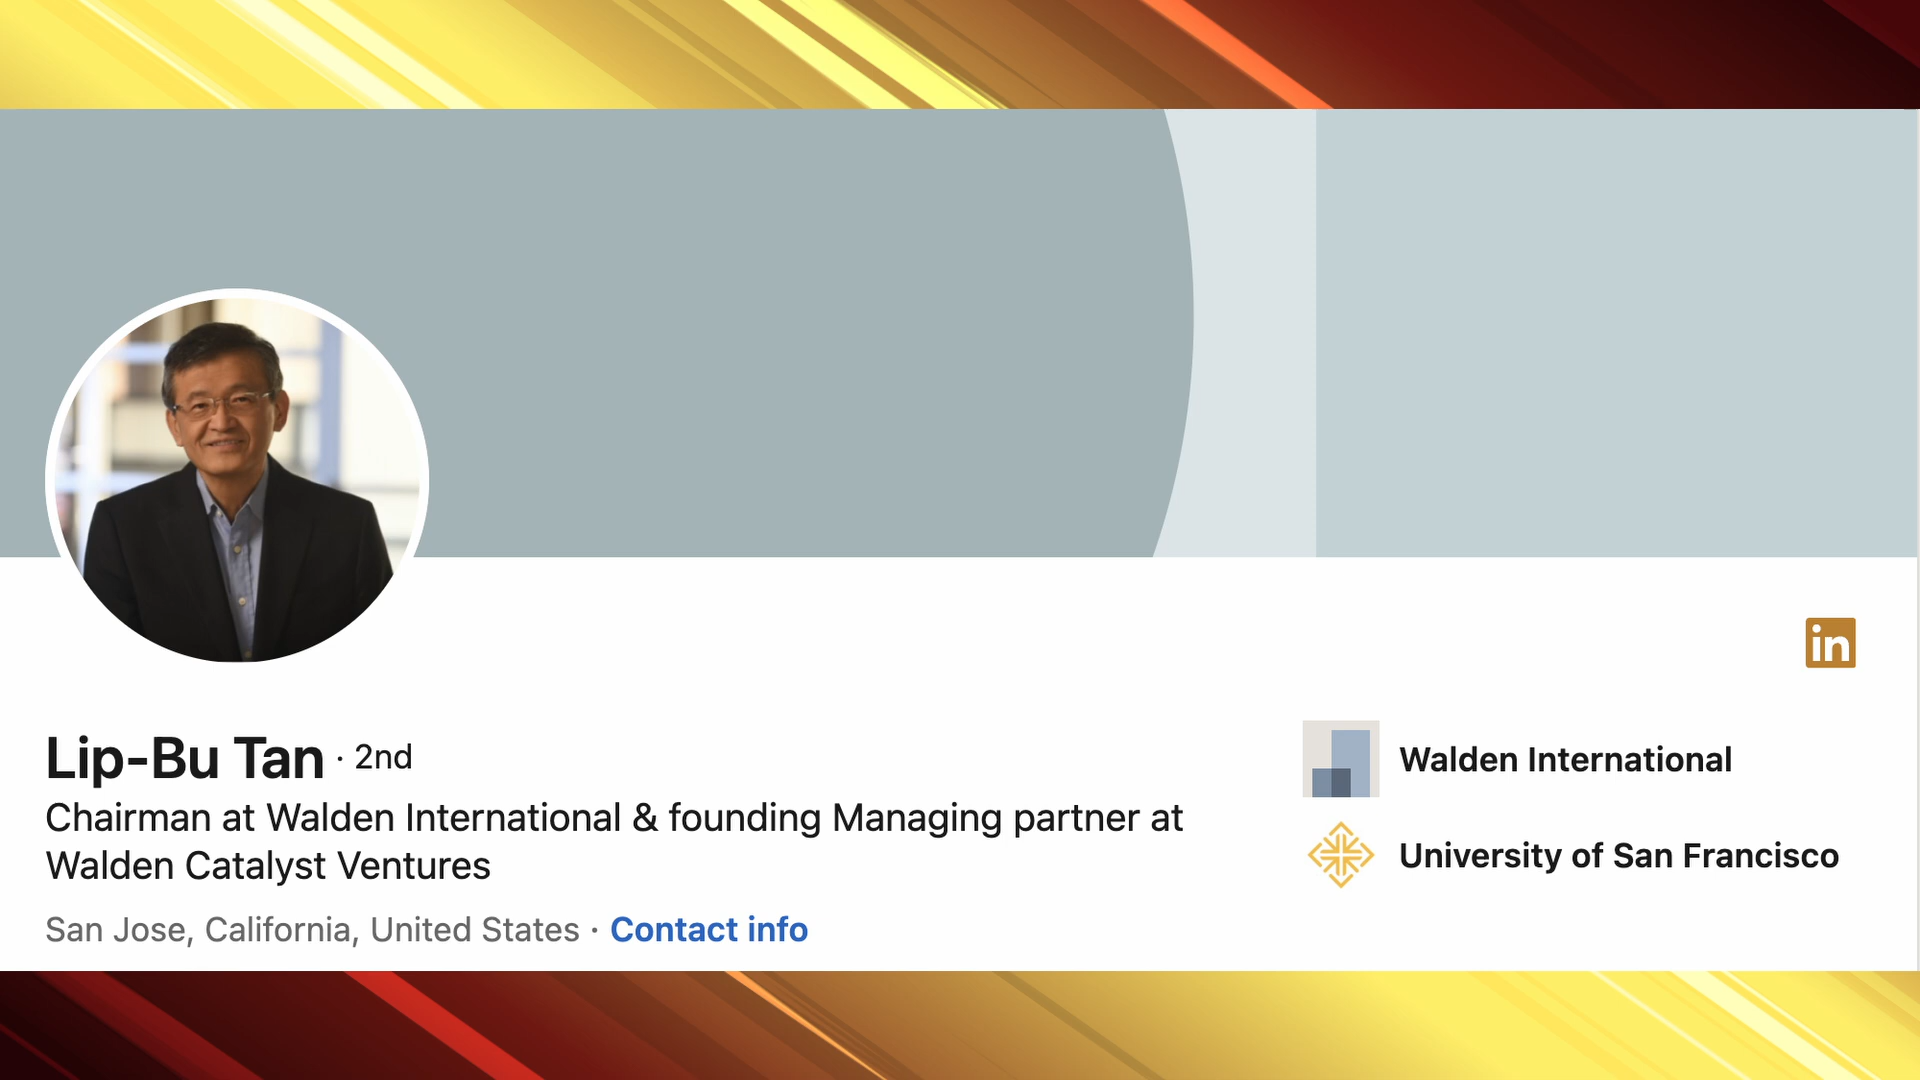 in
Lip-Bu Tan · 2nd
Chairman at Walden International & founding Managing partner at
Walden Catalyst Ventures
San Jose, California, United States · Contact info
Walden International
University of San Francisco